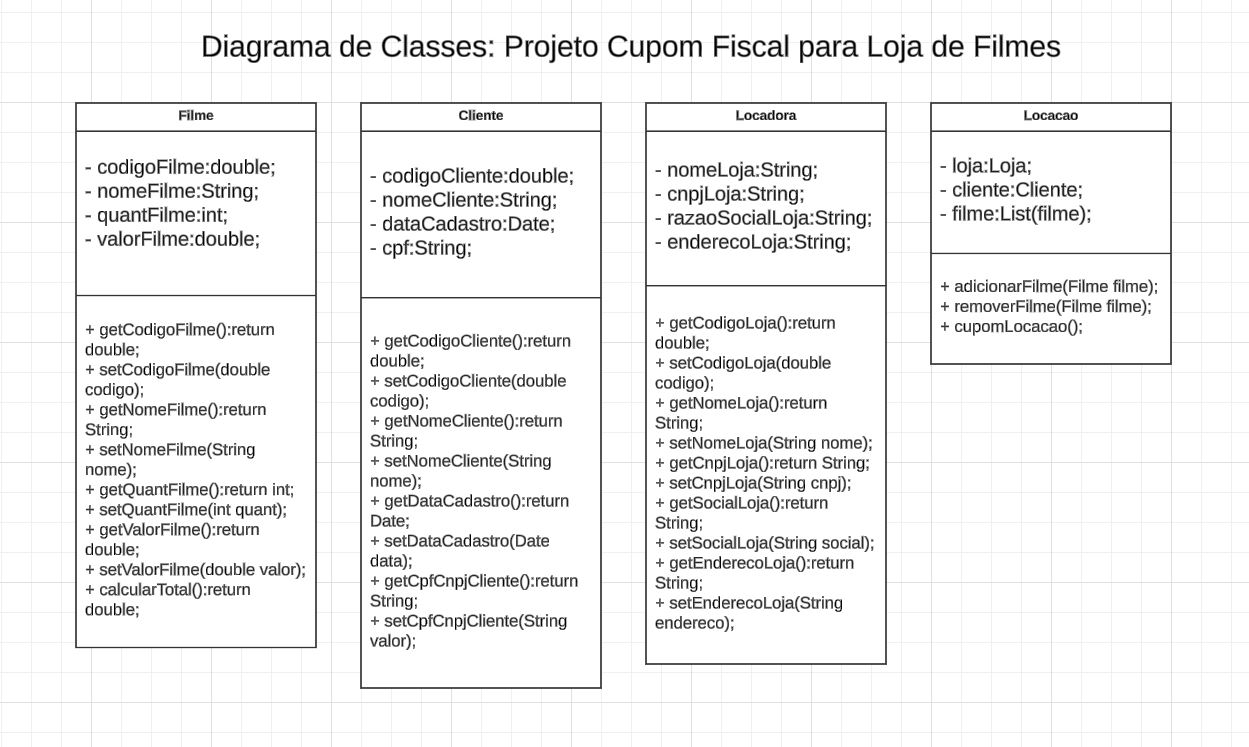 Diagrama de Classes: Projeto Cupom Fiscal para Loja de Filmes
Filme
- codigoFilme:double;
- nomeFilme:String;
- quantFilme:int;
- valorFilme:double;
+ getCodigoFilme():return
double;
+ setCodigoFilme(double
codigo);
+ getNomeFilme():return
String;
+ setNomeFilme(String
nome);
+ getQuantFilme():return int;
+ setQuantFilme(int quant);
+ getValorFilme():return
double;
+ setValorFilme(double valor);
+ calcularTotal():return
double;
Cliente
- codigoCliente:double;
- nomeCliente:String;
- dataCadastro:Date;
- cpf:String;
+ getCodigoCliente():return
double;
+ setCodigoCliente(double
codigo);
+ getNomeCliente():return
String;
+ setNomeCliente(String
nome);
+ getDataCadastro():return
Date;
+ setDataCadastro(Date
data);
+ getCpfCnpjCliente():return
String;
+ setCpfCnpjCliente(String
valor);
Locadora
- nomeLoja:String;
- cnpjLoja:String;
- razaoSocialLoja:String;
- enderecoLoja:String;
+ getCodigoLoja():return
double;
+ setCodigoLoja(double
codigo);
+ getNomeLoja():return
String;
+ setNomeLoja(String nome);
+ getCnpjLoja():return String;
+ setCnpjLoja(String cnpj);
+ getSocialLoja():return
String;
+ setSocialLoja(String social);
+ getEnderecoLoja():return
String;
+ setEnderecoLoja(String
endereco);
Locacao
- loja:Loja;
- cliente:Cliente;
- filme:List(filme);
+ adicionarFilme(Filme filme);
+ removerFilme(Filme filme);
+ cupomLocacao();